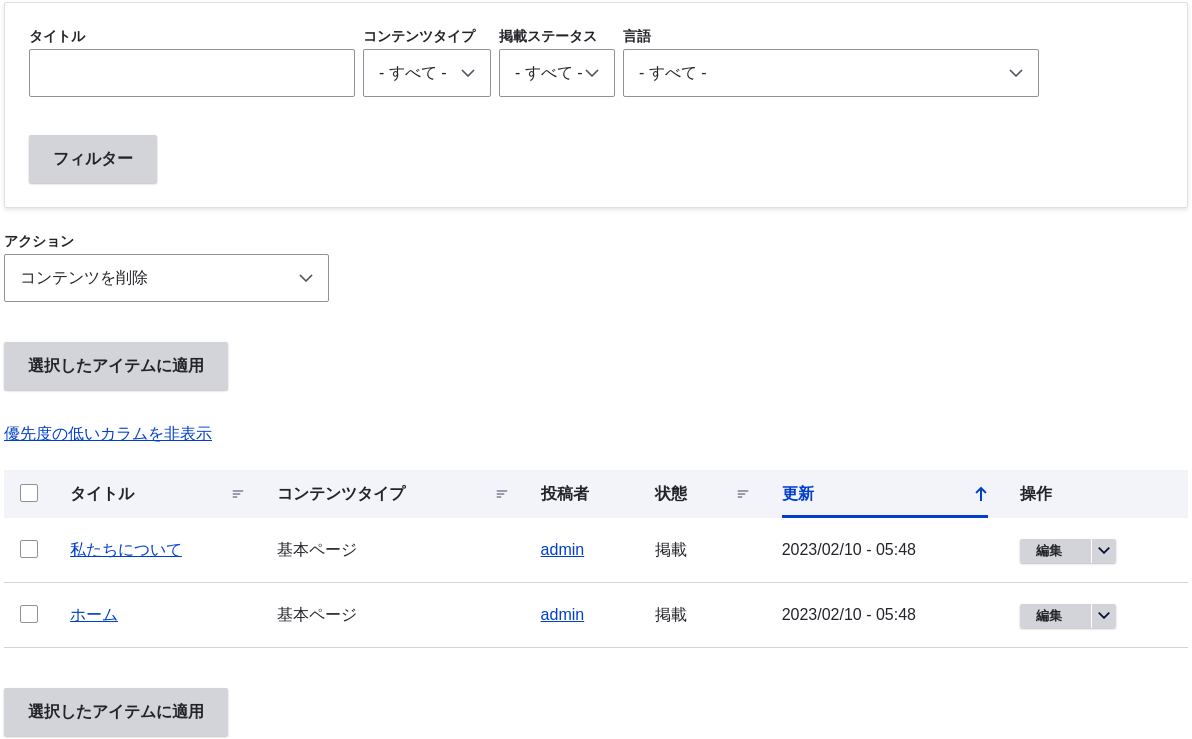 タイトル コンテンツタイプ 掲載ステータス 言語
- すべて - - すべて - - すべて -
フィルター
アクション
コンテンツを削除
選択したアイテムに適用
優先度の低いカラムを非表示
タイトル コンテンツタイプ 投稿者 状態 更新 操作
私たちについて 基本ページ admin 掲載 2023/02/10 - 05:48 編集
ホーム 基本ページ admin 掲載 2023/02/10 - 05:48 編集
選択したアイテムに適用